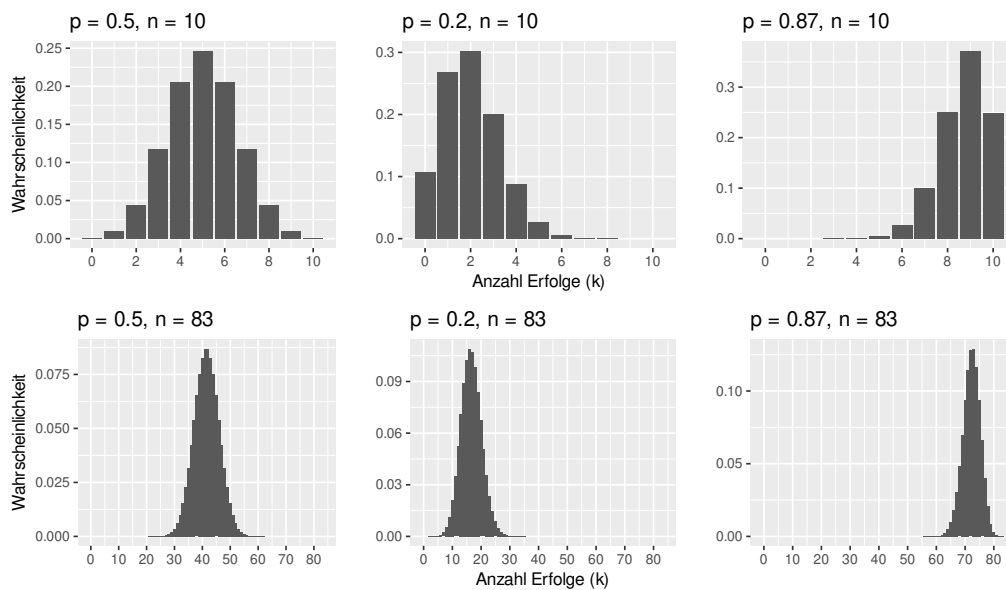 p = 0.5, n = 10
Wahrscheinlichkeit
0.25
0.20
0.15
0.10
0.05
0.00
0 2 4 6 8 10
p = 0.2, n = 10
0.3
0.2
0.1
0.0
0 2 4 6 8 10
Anzahl Erfolge (k)
p = 0.87, n = 10
0.3
0.2
0.1
0.0
0 2 4 6 8 10
p = 0.5, n = 83
Wahrscheinlichkeit
0.075
0.050
0.025
0.000
0 10 20 30 40 50 60 70 80
p = 0.2, n = 83
0.09
0.06
0.03
0.00
0 10 20 30 40 50 60 70 80
Anzahl Erfolge (k)
p = 0.87, n = 83
0.10
0.05
0.00
0 10 20 30 40 50 60 70 80